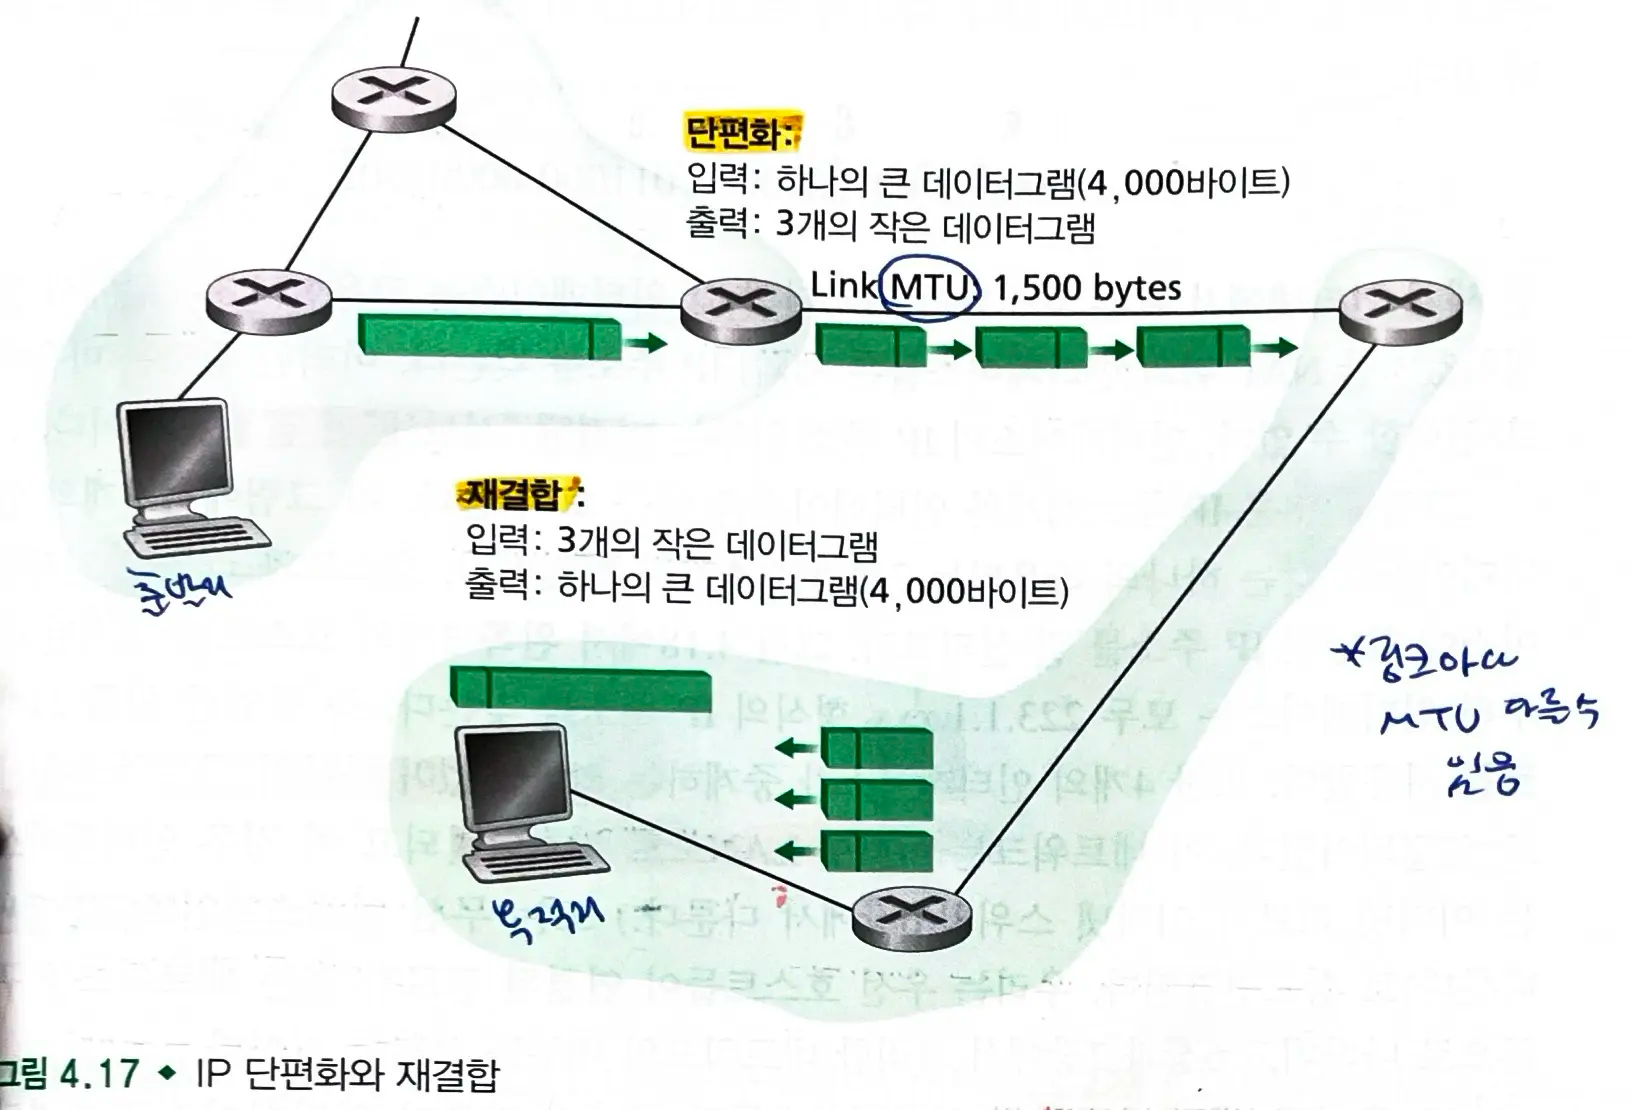 단편화:
입력: 하나의 큰 데이터그램(4,000바이트)
출력: 3개의 작은 데이터그램
Link MTU: 1,500 bytes
재결합:
입력: 3개의 작은 데이터그램
출력: 하나의 큰 데이터그램(4,000바이트)
출발지
*링크마다
MTU 다를수
있음
목적지
그림 4.17 ◆ IP 단편화와 재결합